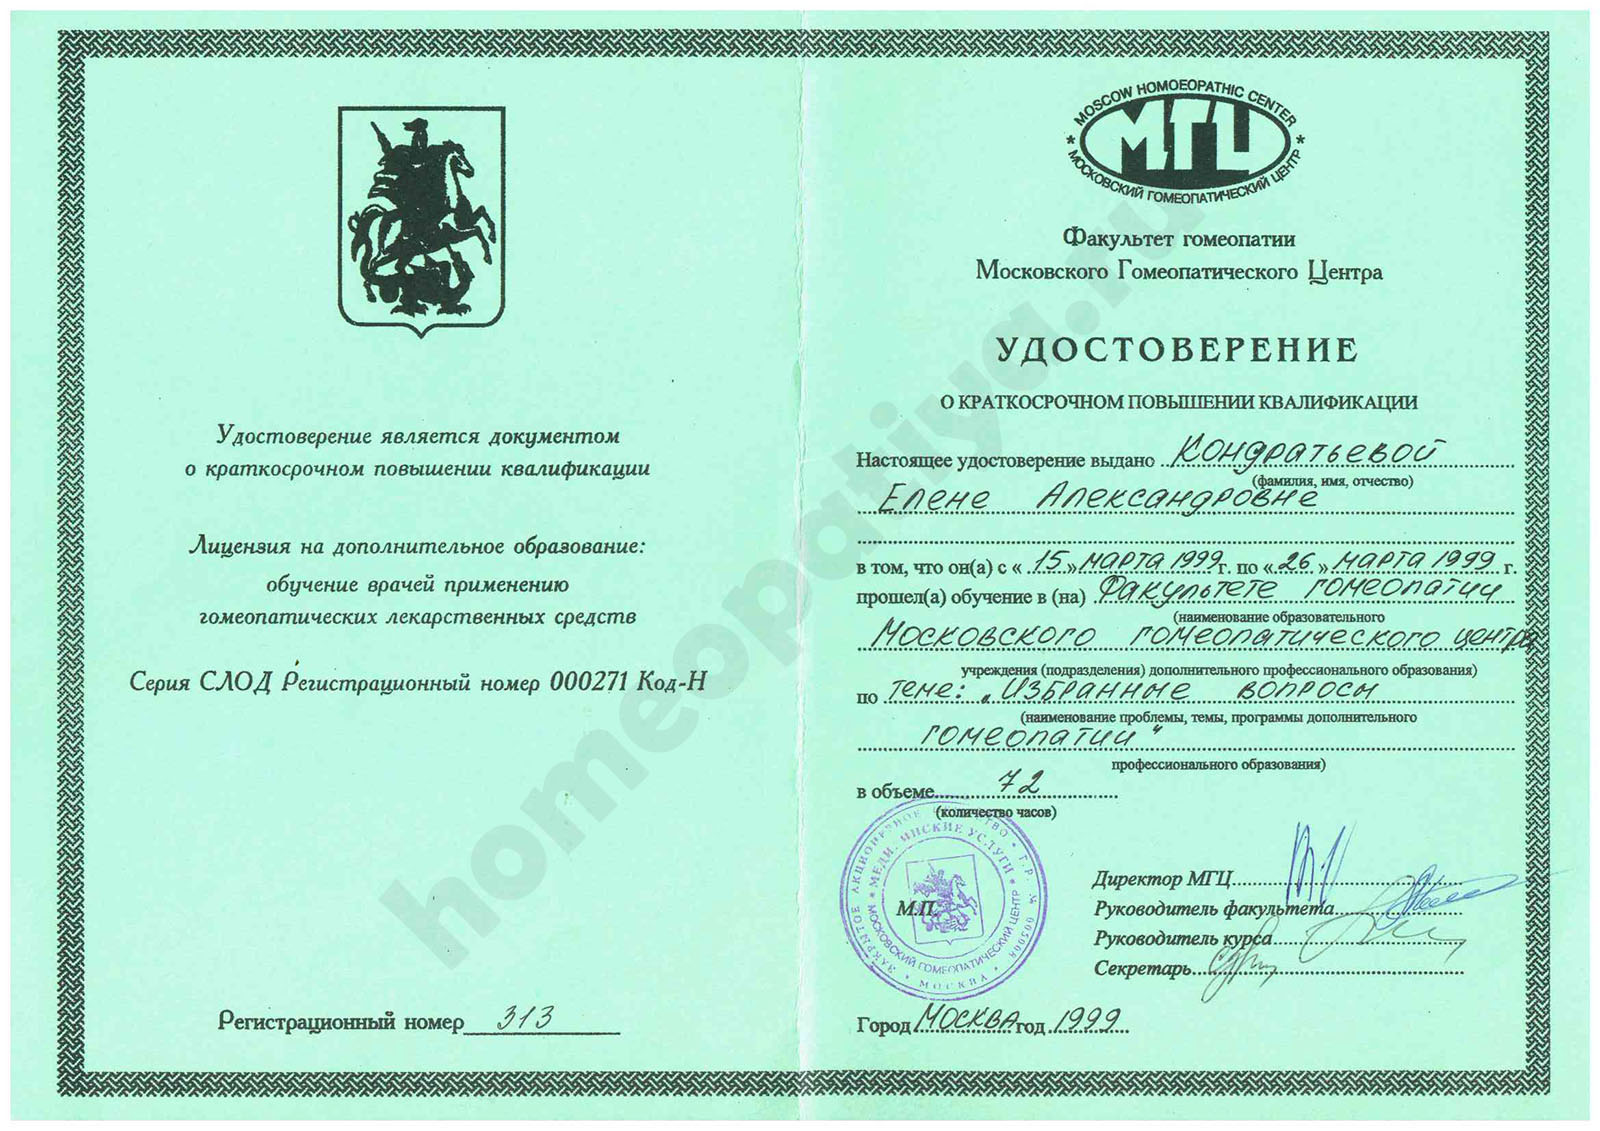 Удостоверение является документом
о краткосрочном повышении квалификации
Лицензия на дополнительное образование:
обучение врачей применению
гомеопатических лекарственных средств
Серия СЛОД Регистрационный номер 000271 Код-Н
Регистрационный номер 313
MOSCOW HOMOEOPATHIC CENTER
МГЦ
МОСКОВСКИЙ ГОМЕОПАТИЧЕСКИЙ ЦЕНТР
Факультет гомеопатии
Московского Гомеопатического Центра
УДОСТОВЕРЕНИЕ
О КРАТКОСРОЧНОМ ПОВЫШЕНИИ КВАЛИФИКАЦИИ
Настоящее удостоверение выдано Кондратьевой
(фамилия, имя, отчество)
Елене Александровне
в том, что он(а) с « 15 » марта 1999 г. по « 26 » марта 1999 г.
прошел(а) обучение в (на) Факультете гомеопатии
(наименование образовательного
Московского гомеопатического центра
учреждения (подразделения) дополнительного профессионального образования)
по теме: „Избранные вопросы
(наименование проблемы, темы, программы дополнительного
гомеопатии"
профессионального образования)
в объеме 72
(количество часов)
ЗАКРЫТОЕ АКЦИОНЕРНОЕ
УСЛУГИ
МОСКОВСКИЙ ГОМЕОПАТИЧЕСКИЙ ЦЕНТР
МОСКВА
М.П.
Директор МГЦ
Руководитель факультета
Руководитель курса
Секретарь
Город Москва год 1999
homeopatiya.ru